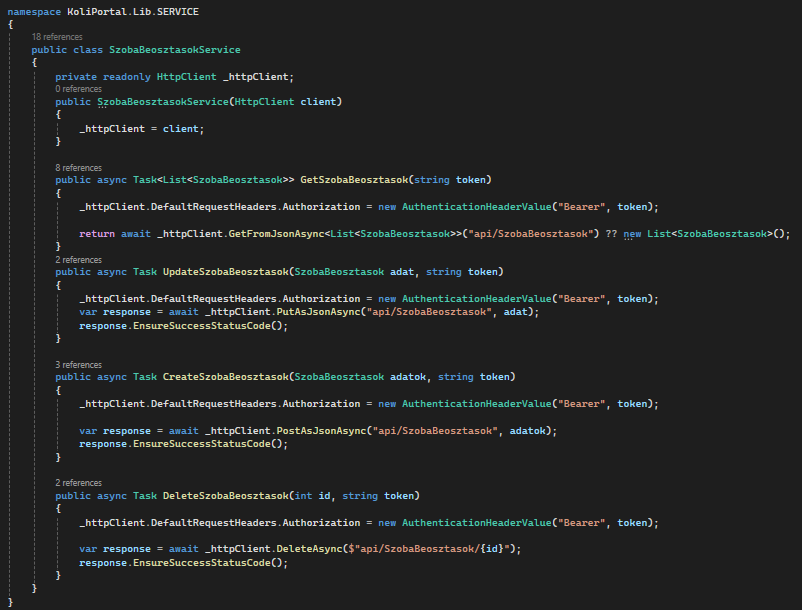 namespace KoliPortal.Lib.SERVICE
{
18 references
public class SzobaBeosztasokService
{
private readonly HttpClient _httpClient;
0 references
public SzobaBeosztasokService(HttpClient client)
{
_httpClient = client;
}
8 references
public async Task<List<SzobaBeosztasok>> GetSzobaBeosztasok(string token)
{
_httpClient.DefaultRequestHeaders.Authorization = new AuthenticationHeaderValue("Bearer", token);
return await _httpClient.GetFromJsonAsync<List<SzobaBeosztasok>>("api/SzobaBeosztasok") ?? new List<SzobaBeosztasok>();
}
2 references
public async Task UpdateSzobaBeosztasok(SzobaBeosztasok adat, string token)
{
_httpClient.DefaultRequestHeaders.Authorization = new AuthenticationHeaderValue("Bearer", token);
var response = await _httpClient.PutAsJsonAsync("api/SzobaBeosztasok", adat);
response.EnsureSuccessStatusCode();
}
3 references
public async Task CreateSzobaBeosztasok(SzobaBeosztasok adatok, string token)
{
_httpClient.DefaultRequestHeaders.Authorization = new AuthenticationHeaderValue("Bearer", token);
var response = await _httpClient.PostAsJsonAsync("api/SzobaBeosztasok", adatok);
response.EnsureSuccessStatusCode();
}
2 references
public async Task DeleteSzobaBeosztasok(int id, string token)
{
_httpClient.DefaultRequestHeaders.Authorization = new AuthenticationHeaderValue("Bearer", token);
var response = await _httpClient.DeleteAsync($"api/SzobaBeosztasok/{id}");
response.EnsureSuccessStatusCode();
}
}
}